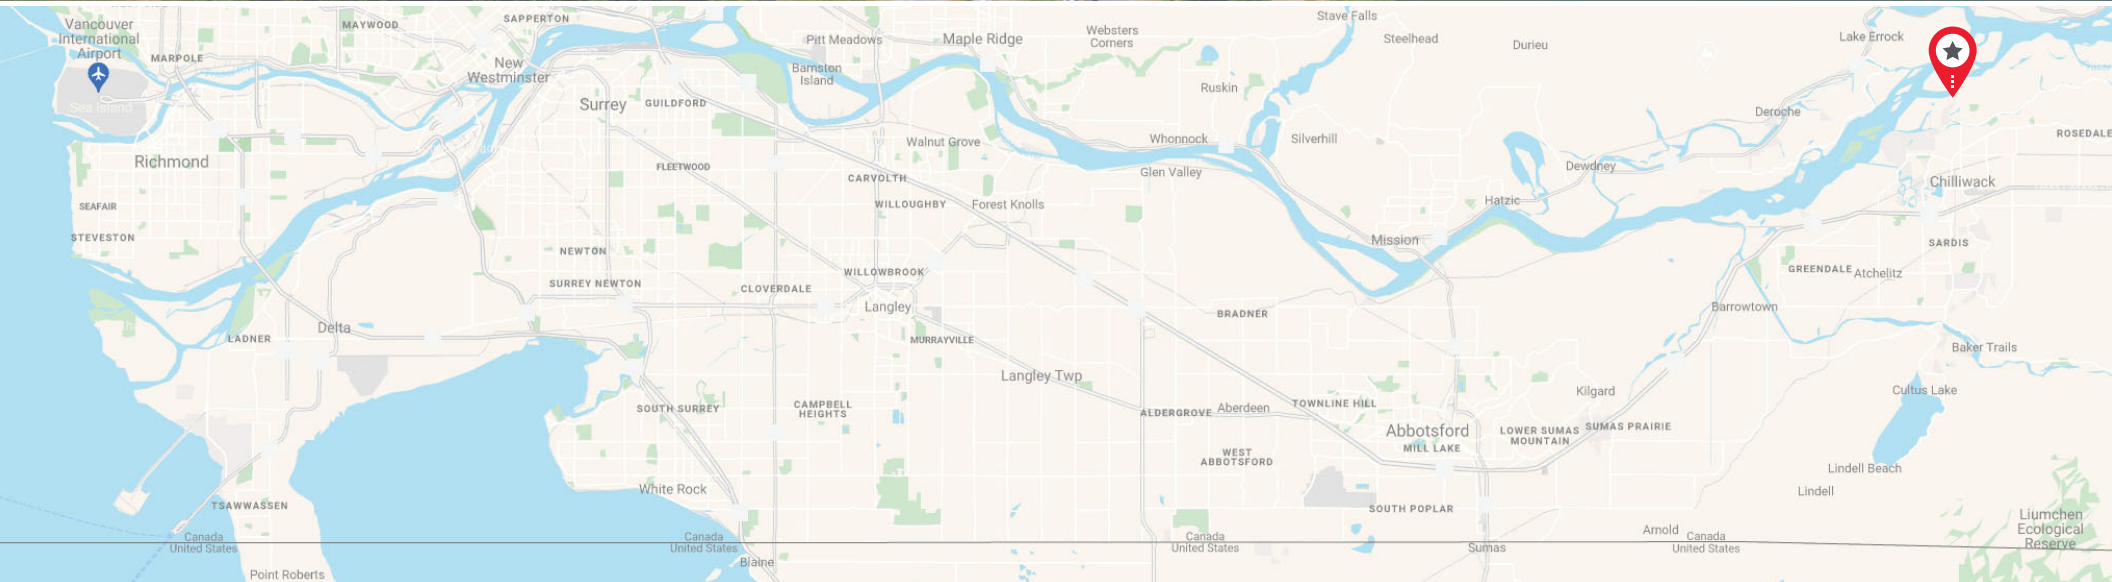 Vancouver
International
Airport
MARPOLE
Sea Island
MAYWOOD
SAPPERTON
New
Westminster
Surrey
GUILDFORD
Pitt Meadows
Barnston
Island
Maple Ridge
Websters
Corners
Stave Falls
Steelhead
Durieu
Lake Errock
Ruskin
Deroche
ROSEDALE
Richmond
FLEETWOOD
Walnut Grove
Whonnock
Silverhill
Glen Valley
Dewdney
Chilliwack
CARVOLTH
WILLOUGHBY
Forest Knolls
Hatzic
SEAFAIR
STEVESTON
Mission
SARDIS
NEWTON
SURREY NEWTON
CLOVERDALE
WILLOWBROOK
Langley
GREENDALE
Atchelitz
Barrowtown
BRADNER
LADNER
Delta
MURRAYVILLE
Baker Trails
Langley Twp
Kilgard
Cultus Lake
SOUTH SURREY
CAMPBELL
HEIGHTS
ALDERGROVE
Aberdeen
TOWNLINE HILL
Abbotsford
MILL LAKE
LOWER SUMAS
MOUNTAIN
SUMAS PRAIRIE
WEST
ABBOTSFORD
Lindell Beach
Lindell
White Rock
TSAWWASSEN
SOUTH POPLAR
Liumchen
Ecological
Reserve
Canada
United States
Canada
United States
Canada
United States
Arnold
Canada
United States
Sumas
Blaine
Point Roberts